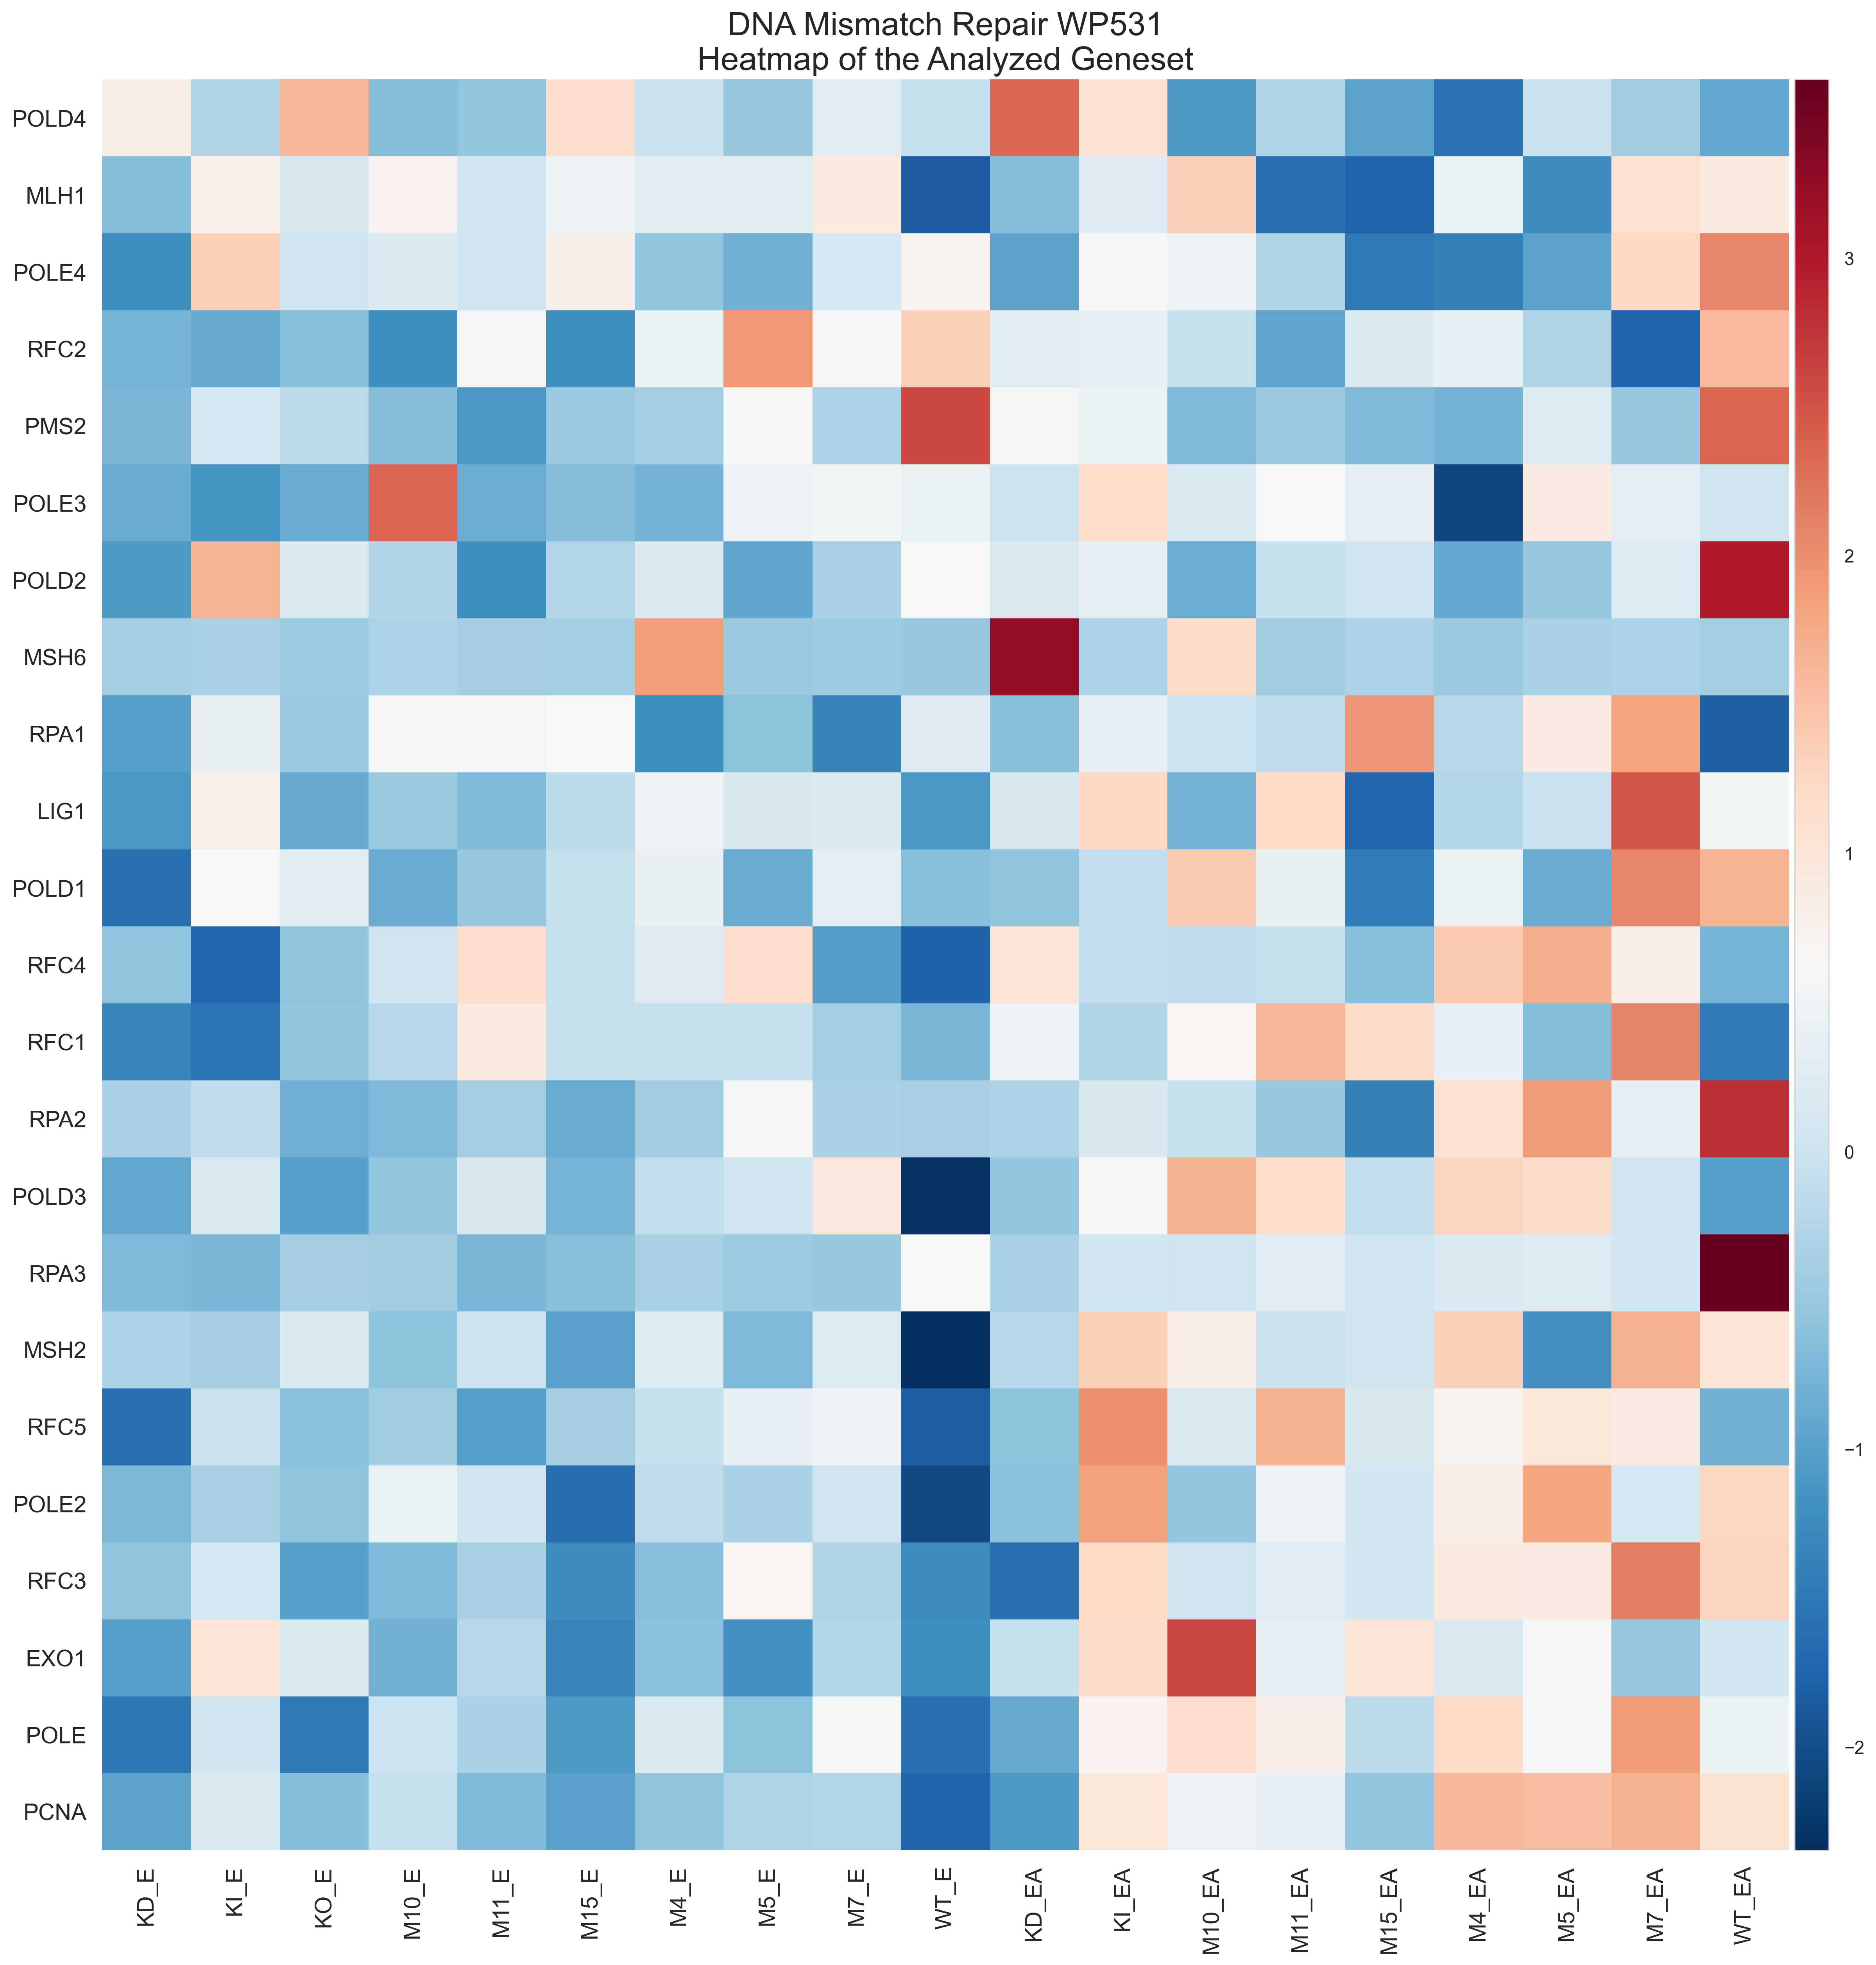 DNA Mismatch Repair WP531
Heatmap of the Analyzed Geneset
POLD4
MLH1
POLE4
RFC2
PMS2
POLE3
POLD2
MSH6
RPA1
LIG1
POLD1
RFC4
RFC1
RPA2
POLD3
RPA3
MSH2
RFC5
POLE2
RFC3
EXO1
POLE
PCNA
3
2
1
0
−1
−2
KD_E
KI_E
KO_E
M10_E
M11_E
M15_E
M4_E
M5_E
M7_E
WT_E
KD_EA
KI_EA
M10_EA
M11_EA
M15_EA
M4_EA
M5_EA
M7_EA
WT_EA